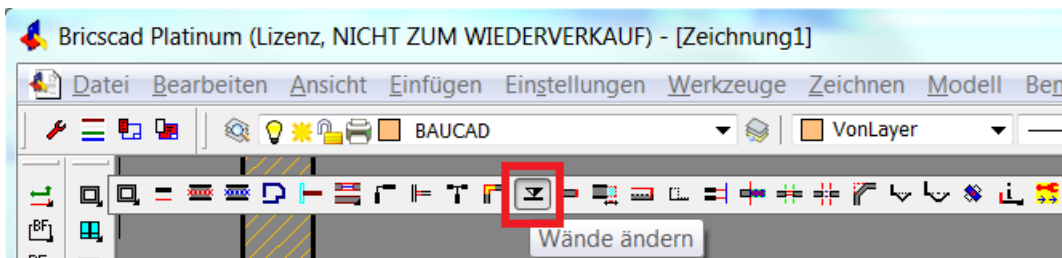 Bricscad Platinum (Lizenz, NICHT ZUM WIEDERVERKAUF) - [Zeichnung1]
Datei Bearbeiten Ansicht Einfügen Einstellungen Werkzeuge Zeichnen Modell
BAUCAD VonLayer
BF
Wände ändern